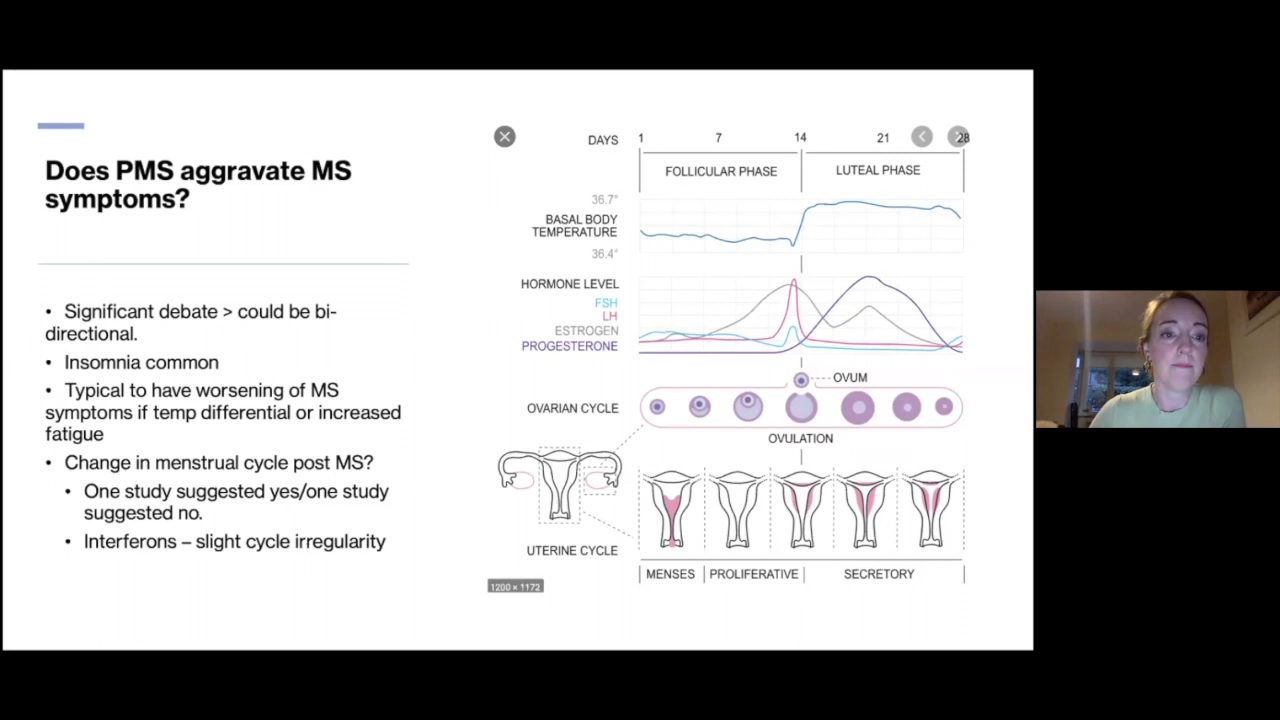 Does PMS aggravate MS
symptoms?
• Significant debate > could be bi-
directional.
• Insomnia common
• Typical to have worsening of MS
symptoms if temp differential or increased
fatigue
• Change in menstrual cycle post MS?
• One study suggested yes/one study
suggested no.
• Interferons – slight cycle irregularity
DAYS 1 7 14 21 28
FOLLICULAR PHASE LUTEAL PHASE
36.7°
BASAL BODY
TEMPERATURE
36.4°
HORMONE LEVEL
FSH
LH
ESTROGEN
PROGESTERONE
OVUM
OVARIAN CYCLE
OVULATION
UTERINE CYCLE
MENSES PROLIFERATIVE SECRETORY
1200 × 1172